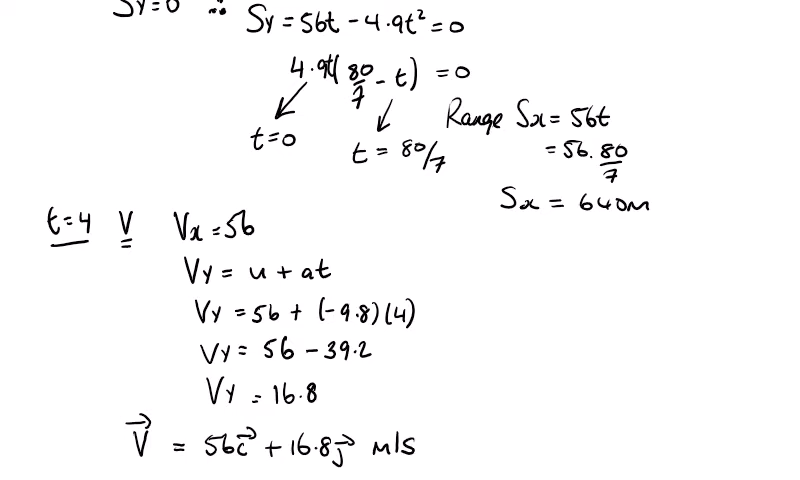 Sy=0 ∴ Sy = 56t - 4.9t² = 0
4.9t(80/7 - t) = 0
t=0
t = 80/7
Range Sx = 56t
= 56. 80/7
Sx = 640m
t=4 V Vx = 56
Vy = u + at
Vy = 56 + (-9.8)(4)
Vy = 56 - 39.2
Vy = 16.8
V⃗ = 56i⃗ + 16.8j⃗ m/s